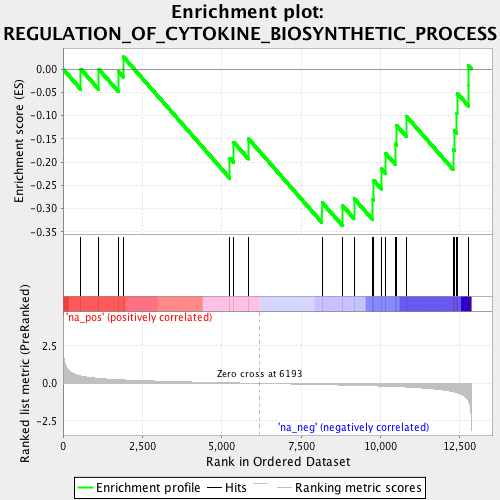 Enrichment plot:
REGULATION_OF_CYTOKINE_BIOSYNTHETIC_PROCESS
Enrichment score (ES)
0.00
-0.05
-0.10
-0.15
-0.20
-0.25
-0.30
-0.35
'na_pos' (positively correlated)
Ranked list metric (PreRanked)
2.5
0.0
-2.5
Zero cross at 6193
'na_neg' (negatively correlated)
0
2,500
5,000
7,500
10,000
12,500
Rank in Ordered Dataset
Enrichment profile
Hits
Ranking metric scores